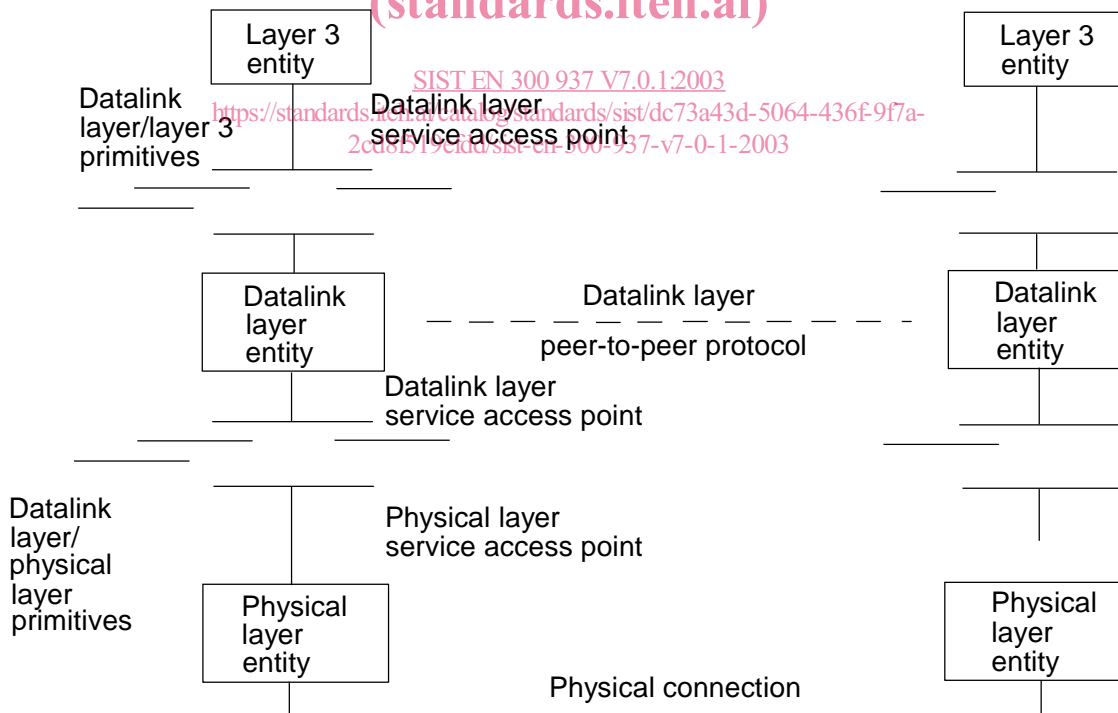 (standards.iteh.ai)
Layer 3
entity
Layer 3
entity
SIST EN 300 937 V7.0.1:2003
https://standards.iteh.ai/catalog/standards/sist/dc73a43d-5064-436f-9f7a-
2cd8f519efdd/sist-en-300-937-v7-0-1-2003
Datalink
layer/layer 3
primitives
Datalink layer
service access point
Datalink
layer
entity
Datalink layer
peer-to-peer protocol
Datalink
layer
entity
Datalink layer
service access point
Datalink
layer/
physical
layer
primitives
Physical layer
service access point
Physical
layer
entity
Physical
layer
entity
Physical connection